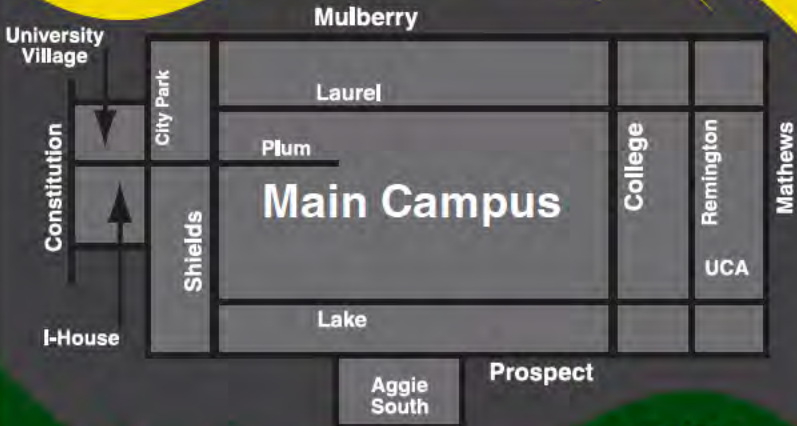 Mulberry
University
Village
City Park
Laurel
Plum
Constitution
Shields
Main Campus
College
Remington
Mathews
UCA
I-House
Lake
Prospect
Aggie
South